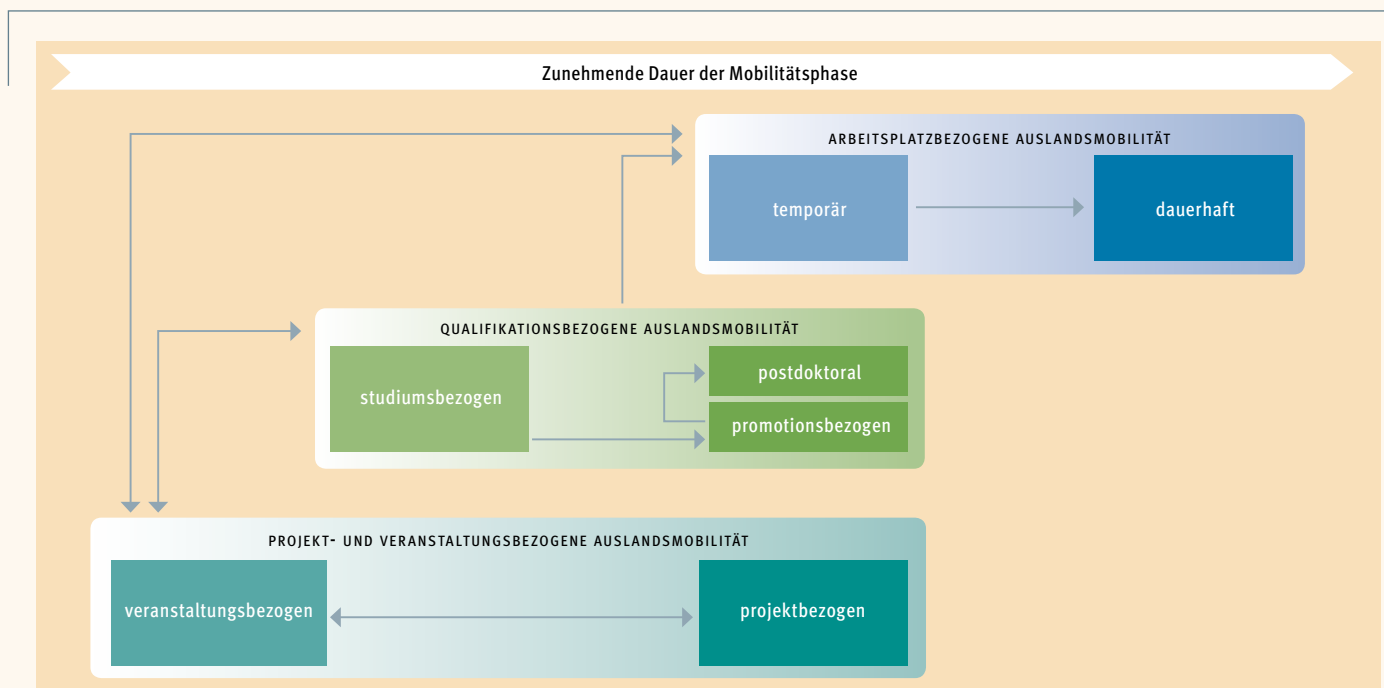 Zunehmende Dauer der Mobilitätsphase
ARBEITSPLATZBEZOGENE AUSLANDSMOBILITÄT
temporär
dauerhaft
QUALIFIKATIONSBEZOGENE AUSLANDSMOBILITÄT
studiumsbezogen
postdoktoral
promotionsbezogen
PROJEKT- UND VERANSTALTUNGSBEZOGENE AUSLANDSMOBILITÄT
veranstaltungsbezogen
projektbezogen